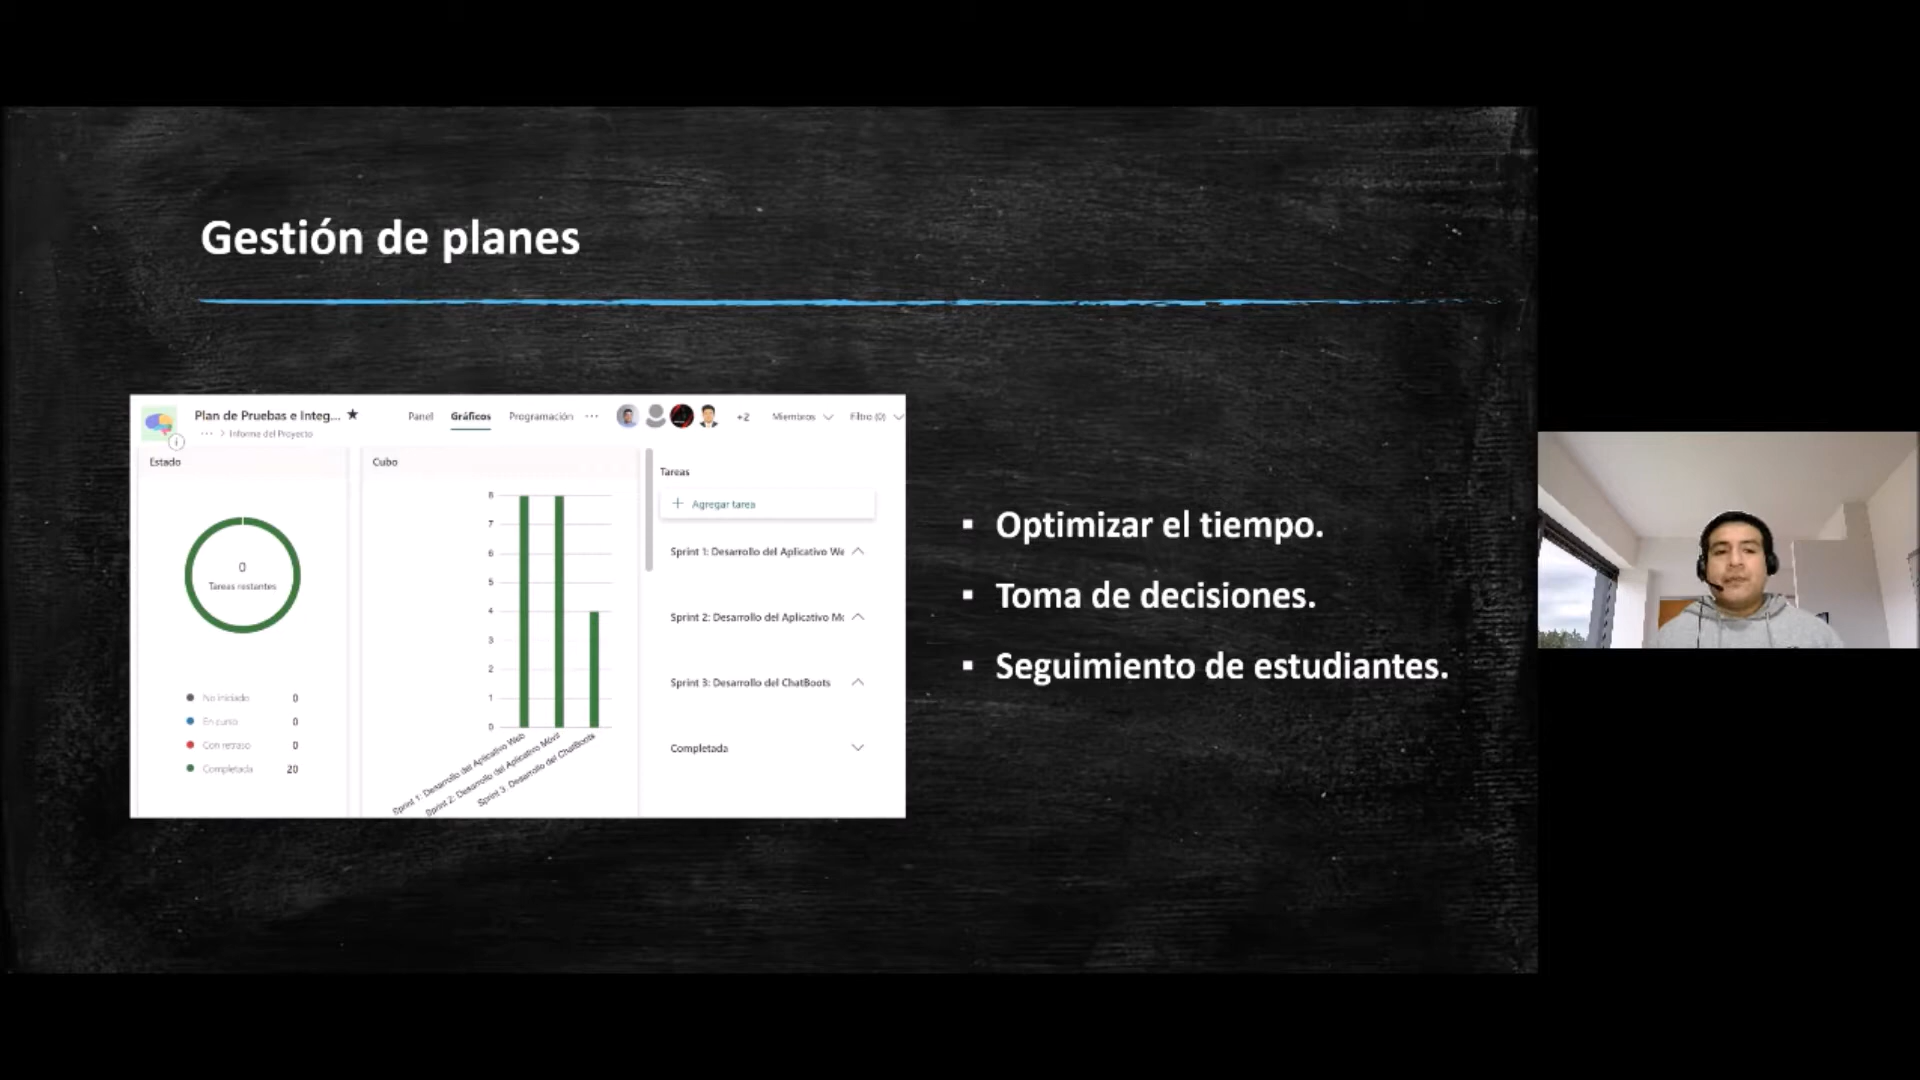 Gestión de planes
Plan de Pruebas e Integ... ★
Panel Gráficos Programación ··· +2 Miembros Filtro (0)
··· > Informe del Proyecto
Estado
Cubo
Tareas
+ Agregar tarea
0
Tareas restantes
No iniciado 0
En curso 0
Con retraso 0
Completada 20
8
7
6
5
4
3
2
1
0
Sprint 1: Desarrollo del Aplicativo Web
Sprint 2: Desarrollo del Aplicativo Móvil
Sprint 3: Desarrollo del ChatBoots
Sprint 1: Desarrollo del Aplicativo We
Sprint 2: Desarrollo del Aplicativo Mó
Sprint 3: Desarrollo del ChatBoots
Completada
▪ Optimizar el tiempo.
▪ Toma de decisiones.
▪ Seguimiento de estudiantes.